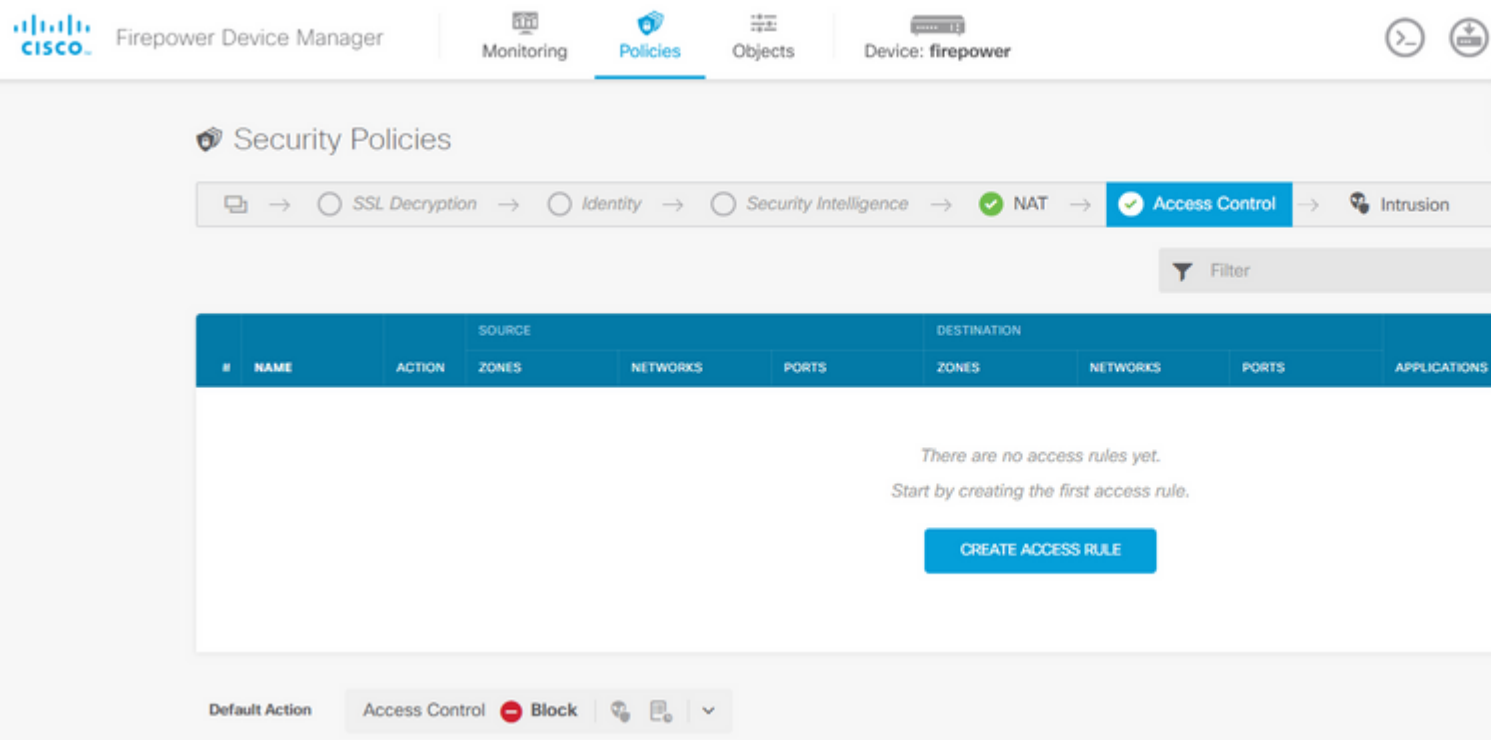 CISCO
Firepower Device Manager
Monitoring
Policies
Objects
Device: firepower
Security Policies
SSL Decryption
Identity
Security Intelligence
NAT
Access Control
Intrusion
Filter
SOURCE DESTINATION
# NAME ACTION ZONES NETWORKS PORTS ZONES NETWORKS PORTS APPLICATIONS
There are no access rules yet.
Start by creating the first access rule.
CREATE ACCESS RULE
Default Action Access Control Block